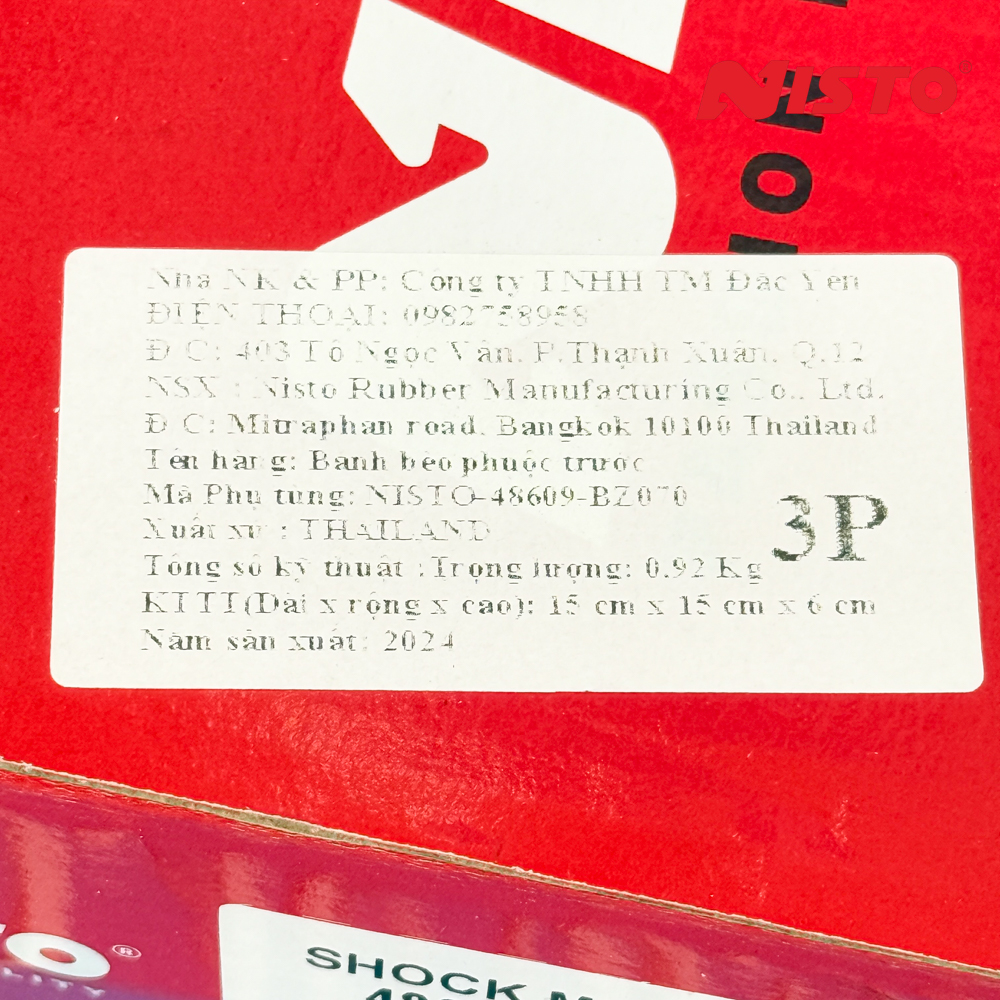 NISTO
Nhà NK & PP: Công ty TNHH TM Đắc Yến
ĐIỆN THOẠI: 0982758958
Đ C: 403 Tô Ngọc Vân, P.Thạnh Xuân, Q.12
NSX : Nisto Rubber Manufacturing Co., Ltd.
Đ C: Mitraphan road, Bangkok 10100 Thailand
Tên hàng: Bánh bèo phuộc trước
Mã Phụ tùng: NISTO-48609-BZ070
Xuất xứ : THAILAND
3P
Tông số kỹ thuật : Trọng lượng: 0.92 Kg
KTTT(Dài x rộng x cao): 15 cm x 15 cm x 6 cm
Năm sản xuất: 2024
SHOCK M